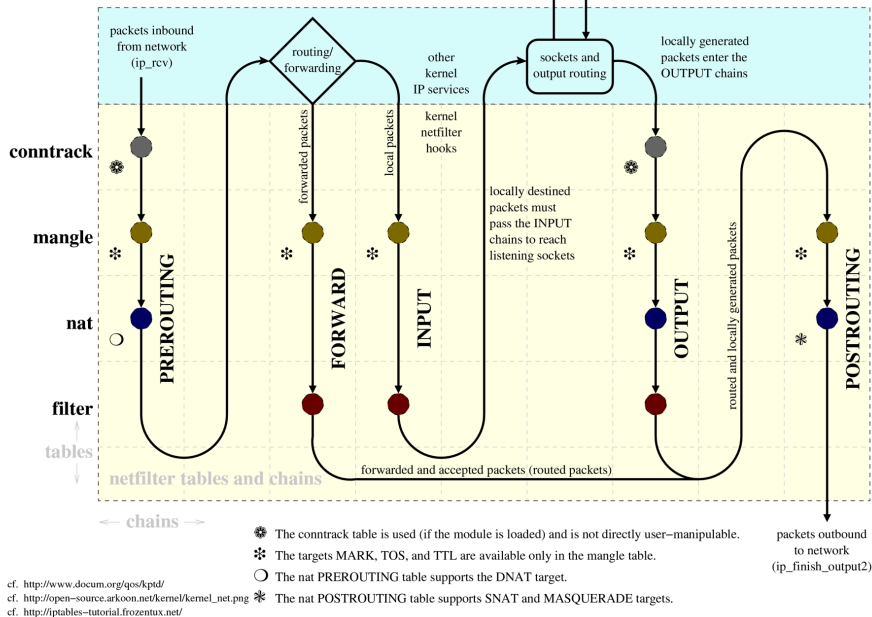 packets inbound
from network
(ip_rcv)
routing/
forwarding
other
kernel
IP services
sockets and
output routing
locally generated
packets enter the
OUTPUT chains
kernel
netfilter
hooks
forwarded packets
local packets
conntrack
locally destined
packets must
pass the INPUT
chains to reach
listening sockets
mangle
nat
filter
PREROUTING
FORWARD
INPUT
OUTPUT
routed and locally generated packets
POSTROUTING
tables
forwarded and accepted packets (routed packets)
netfilter tables and chains
chains
packets outbound
to network
(ip_finish_output2)
❁ The conntrack table is used (if the module is loaded) and is not directly user−manipulable.
❇ The targets MARK, TOS, and TTL are available only in the mangle table.
❍ The nat PREROUTING table supports the DNAT target.
❃ The nat POSTROUTING table supports SNAT and MASQUERADE targets.
cf. http://www.docum.org/qos/kptd/
cf. http://open−source.arkoon.net/kernel/kernel_net.png
cf. http://iptables−tutorial.frozentux.net/